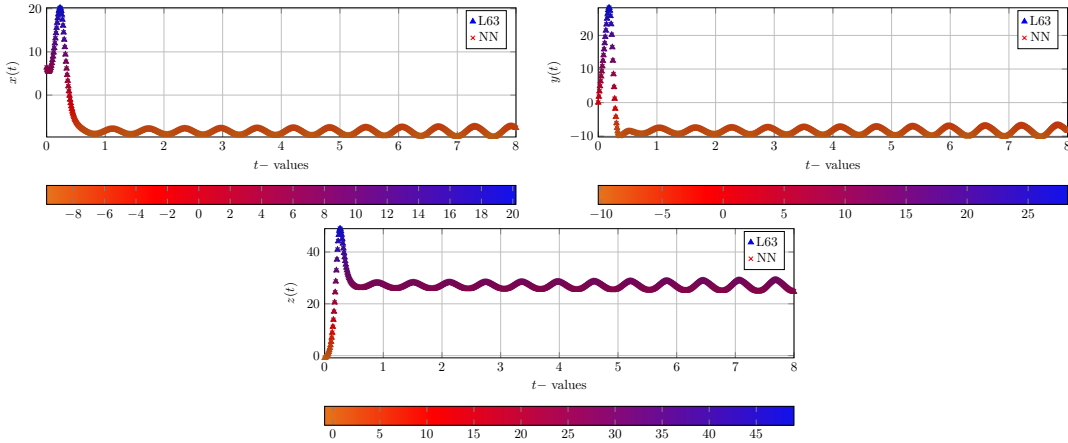 20
10
0
x(t)
L63
NN
0 1 2 3 4 5 6 7 8
t− values
−8 −6 −4 −2 0 2 4 6 8 10 12 14 16 18 20
20
10
0
−10
y(t)
L63
NN
0 1 2 3 4 5 6 7 8
t− values
−10 −5 0 5 10 15 20 25
40
20
0
z(t)
L63
NN
0 1 2 3 4 5 6 7 8
t− values
0 5 10 15 20 25 30 35 40 45